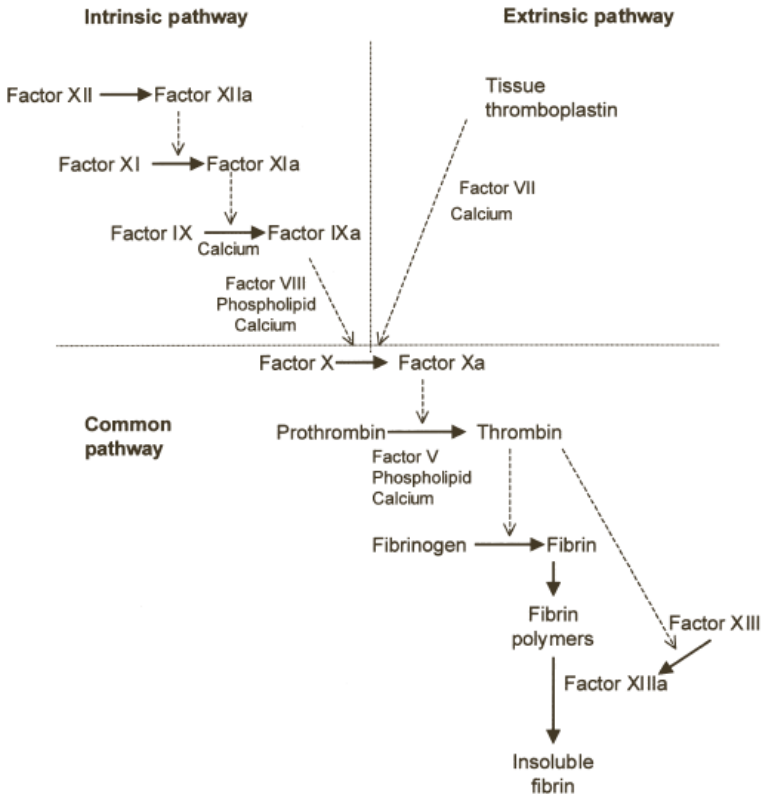 Intrinsic pathway
Extrinsic pathway
Factor XII
Factor XIIa
Tissue
thromboplastin
Factor XI
Factor XIa
Factor VII
Calcium
Factor IX
Factor IXa
Calcium
Factor VIII
Phospholipid
Calcium
Factor X
Factor Xa
Common
pathway
Prothrombin
Thrombin
Factor V
Phospholipid
Calcium
Fibrinogen
Fibrin
Fibrin
polymers
Factor XIII
Factor XIIIa
Insoluble
fibrin